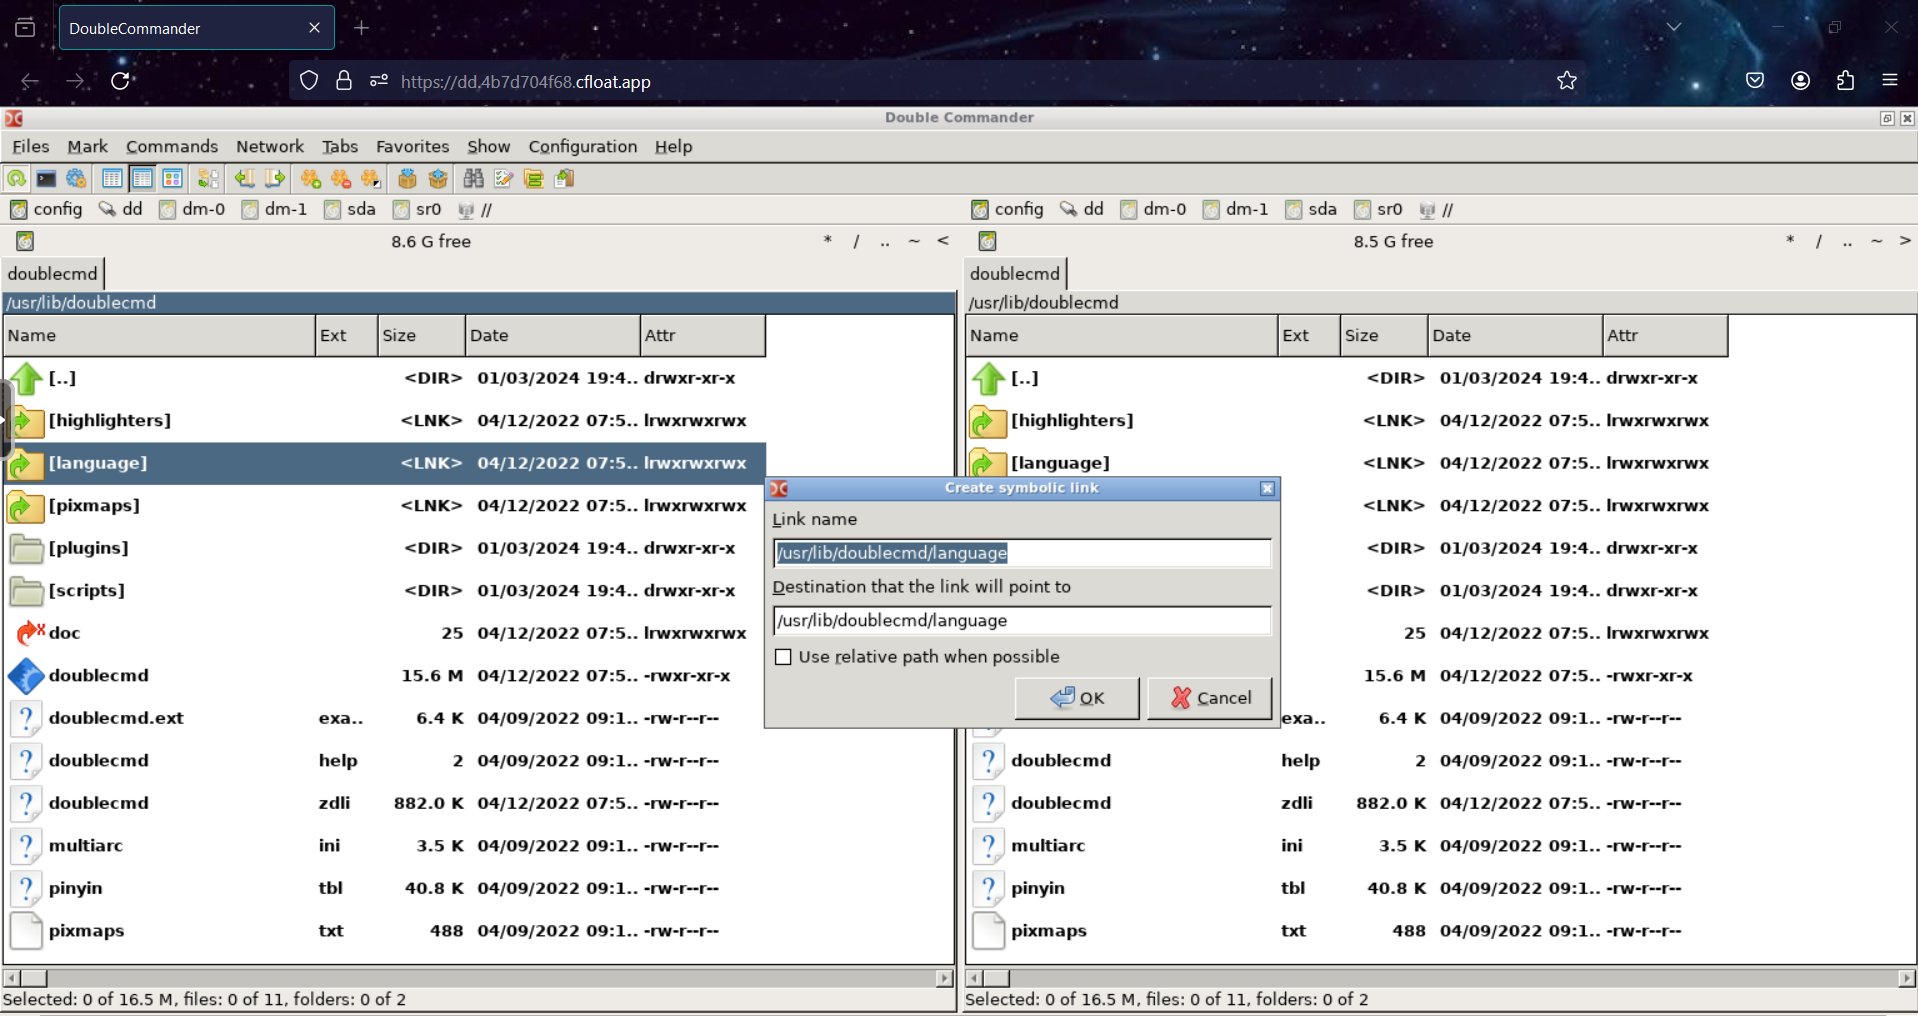 DoubleCommander
https://dd.4b7d704f68.cfloat.app
Double Commander
Files Mark Commands Network Tabs Favorites Show Configuration Help
config dd dm-0 dm-1 sda sr0 //
config dd dm-0 dm-1 sda sr0 //
8.6 G free * / .. ~ <
8.5 G free * / .. ~ >
doublecmd
doublecmd
/usr/lib/doublecmd
/usr/lib/doublecmd
Name Ext Size Date Attr
[..] <DIR> 01/03/2024 19:4.. drwxr-xr-x
[highlighters] <LNK> 04/12/2022 07:5.. lrwxrwxrwx
[language] <LNK> 04/12/2022 07:5.. lrwxrwxrwx
[pixmaps] <LNK> 04/12/2022 07:5.. lrwxrwxrwx
[plugins] <DIR> 01/03/2024 19:4.. drwxr-xr-x
[scripts] <DIR> 01/03/2024 19:4.. drwxr-xr-x
doc 25 04/12/2022 07:5.. lrwxrwxrwx
doublecmd 15.6 M 04/12/2022 07:5.. -rwxr-xr-x
doublecmd.ext exa.. 6.4 K 04/09/2022 09:1.. -rw-r--r--
doublecmd help 2 04/09/2022 09:1.. -rw-r--r--
doublecmd zdli 882.0 K 04/12/2022 07:5.. -rw-r--r--
multiarc ini 3.5 K 04/09/2022 09:1.. -rw-r--r--
pinyin tbl 40.8 K 04/09/2022 09:1.. -rw-r--r--
pixmaps txt 488 04/09/2022 09:1.. -rw-r--r--
Selected: 0 of 16.5 M, files: 0 of 11, folders: 0 of 2
Create symbolic link
Link name
/usr/lib/doublecmd/language
Destination that the link will point to
/usr/lib/doublecmd/language
Use relative path when possible
OK Cancel
Name Ext Size Date Attr
[..] <DIR> 01/03/2024 19:4.. drwxr-xr-x
[highlighters] <LNK> 04/12/2022 07:5.. lrwxrwxrwx
[language] <LNK> 04/12/2022 07:5.. lrwxrwxrwx
<LNK> 04/12/2022 07:5.. lrwxrwxrwx
<DIR> 01/03/2024 19:4.. drwxr-xr-x
<DIR> 01/03/2024 19:4.. drwxr-xr-x
25 04/12/2022 07:5.. lrwxrwxrwx
15.6 M 04/12/2022 07:5.. -rwxr-xr-x
exa.. 6.4 K 04/09/2022 09:1.. -rw-r--r--
doublecmd help 2 04/09/2022 09:1.. -rw-r--r--
doublecmd zdli 882.0 K 04/12/2022 07:5.. -rw-r--r--
multiarc ini 3.5 K 04/09/2022 09:1.. -rw-r--r--
pinyin tbl 40.8 K 04/09/2022 09:1.. -rw-r--r--
pixmaps txt 488 04/09/2022 09:1.. -rw-r--r--
Selected: 0 of 16.5 M, files: 0 of 11, folders: 0 of 2